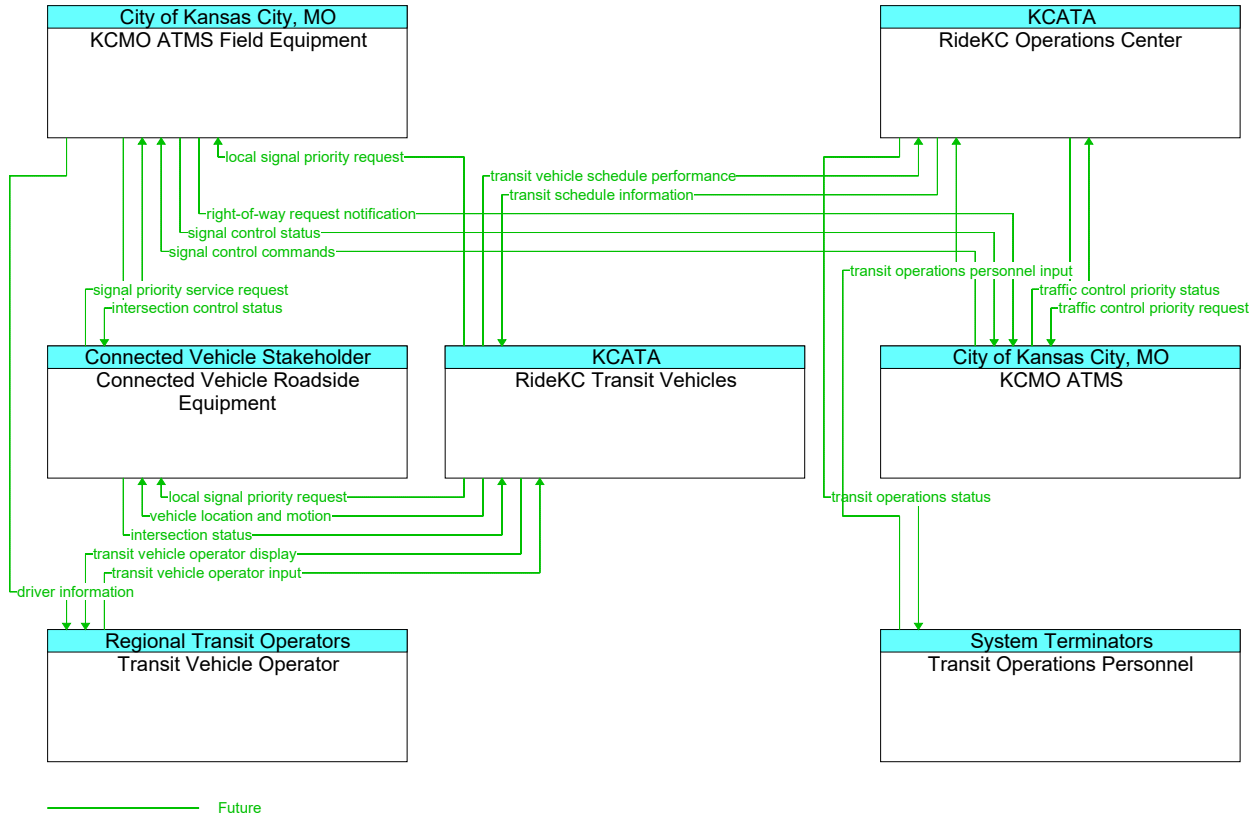 City of Kansas City, MO
KCMO ATMS Field Equipment
KCATA
RideKC Operations Center
local signal priority request
transit vehicle schedule performance
transit schedule information
right-of-way request notification
signal control status
signal control commands
transit operations personnel input
signal priority service request
traffic control priority status
intersection control status
traffic control priority request
Connected Vehicle Stakeholder
Connected Vehicle Roadside
Equipment
KCATA
RideKC Transit Vehicles
City of Kansas City, MO
KCMO ATMS
local signal priority request
transit operations status
vehicle location and motion
intersection status
transit vehicle operator display
transit vehicle operator input
driver information
Regional Transit Operators
Transit Vehicle Operator
System Terminators
Transit Operations Personnel
Future